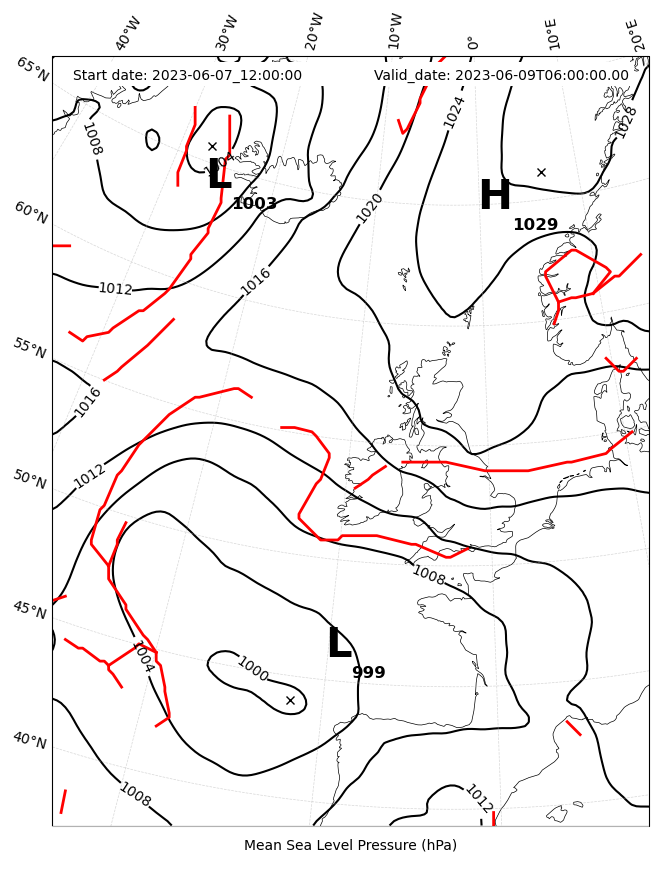 40°W 30°W 20°W 10°W 0° 10°E 20°E
65°N
Start date: 2023-06-07_12:00:00 Valid_date: 2023-06-09T06:00:00.00
1024
1028
1008
1004
L
1003
H
1029
60°N
1020
1012
1016
55°N
1016
1012
50°N
1008
45°N
1004
L
999
1000
40°N
1008
1012
Mean Sea Level Pressure (hPa)